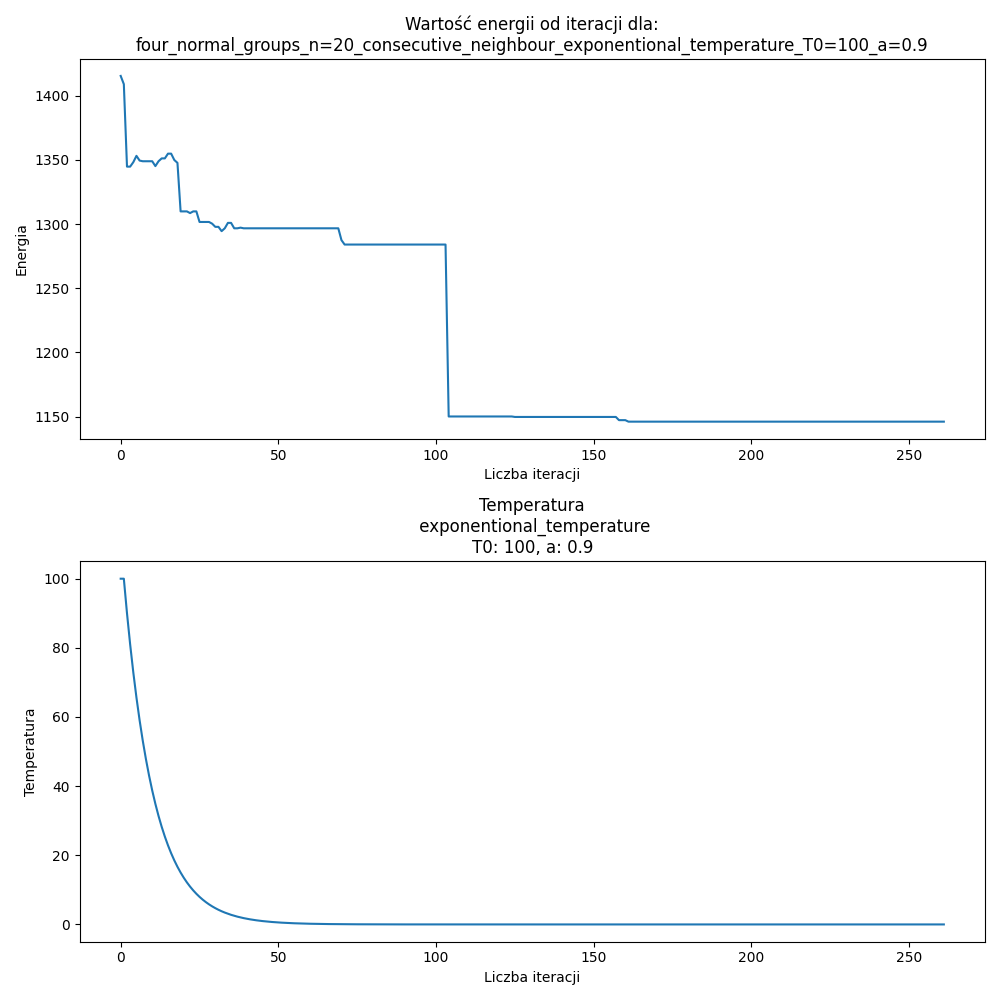 Wartość energii od iteracji dla:
four_normal_groups_n=20_consecutive_neighbour_exponentional_temperature_T0=100_a=0.9
1400
1350
1300
1250
1200
1150
Energia
0 50 100 150 200 250
Liczba iteracji
Temperatura
exponentional_temperature
T0: 100, a: 0.9
100
80
60
40
20
0
Temperatura
0 50 100 150 200 250
Liczba iteracji